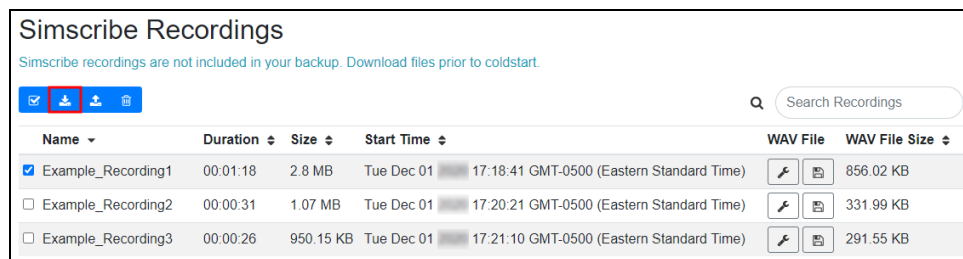 Simscribe Recordings
Simscribe recordings are not included in your backup. Download files prior to coldstart.
Search Recordings
Name Duration Size Start Time WAV File WAV File Size
Example_Recording1 00:01:18 2.8 MB Tue Dec 01 17:18:41 GMT-0500 (Eastern Standard Time) 856.02 KB
Example_Recording2 00:00:31 1.07 MB Tue Dec 01 17:20:21 GMT-0500 (Eastern Standard Time) 331.99 KB
Example_Recording3 00:00:26 950.15 KB Tue Dec 01 17:21:10 GMT-0500 (Eastern Standard Time) 291.55 KB